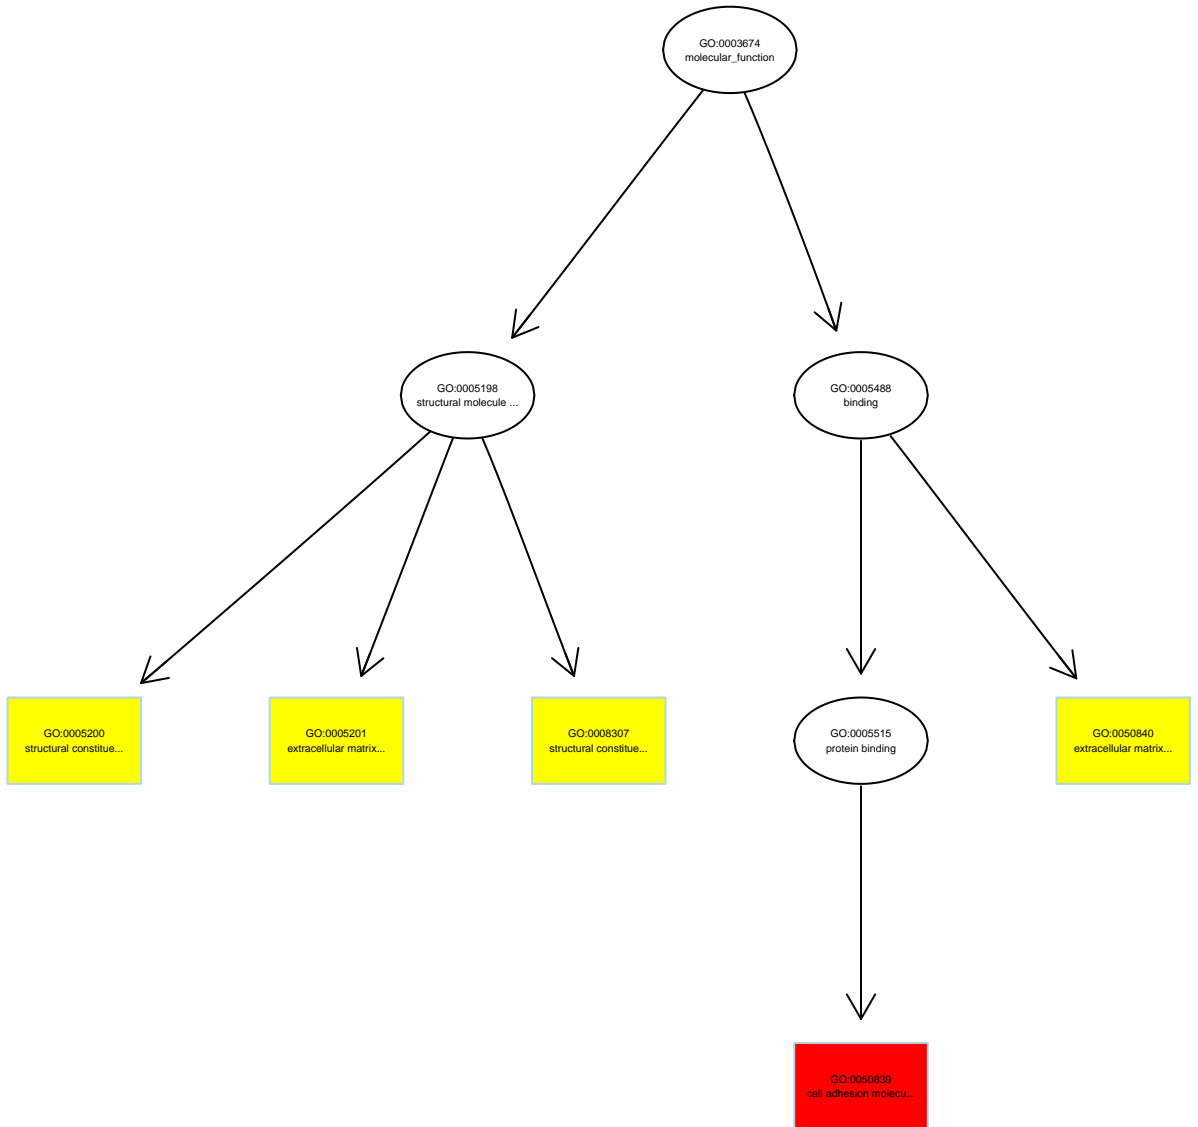 GO:0003674
molecular_function
GO:0005198
structural molecule ...
GO:0005488
binding
GO:0005200
structural constitue...
GO:0005201
extracellular matrix...
GO:0008307
structural constitue...
GO:0005515
protein binding
GO:0050840
extracellular matrix...
GO:0050839
cell adhesion molecu...